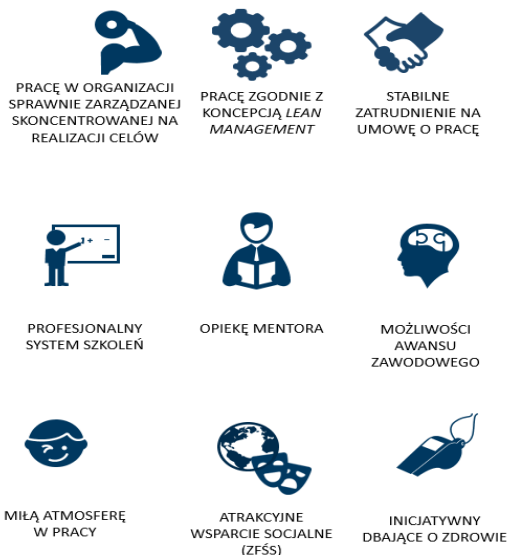 PRACĘ W ORGANIZACJI
SPRAWNIE ZARZĄDZANEJ
SKONCENTROWANEJ NA
REALIZACJI CELÓW
PRACĘ ZGODNIE Z
KONCEPCJĄ LEAN
MANAGEMENT
STABILNE
ZATRUDNIENIE NA
UMOWĘ O PRACĘ
1+ -
PROFESJONALNY
SYSTEM SZKOLEŃ
OPIEKĘ MENTORA
MOŻLIWOŚCI
AWANSU
ZAWODOWEGO
MIŁĄ ATMOSFERĘ
W PRACY
ATRAKCYJNE
WSPARCIE SOCJALNE
(ZFŚS)
INICJATYWNY
DBAJĄCE O ZDROWIE